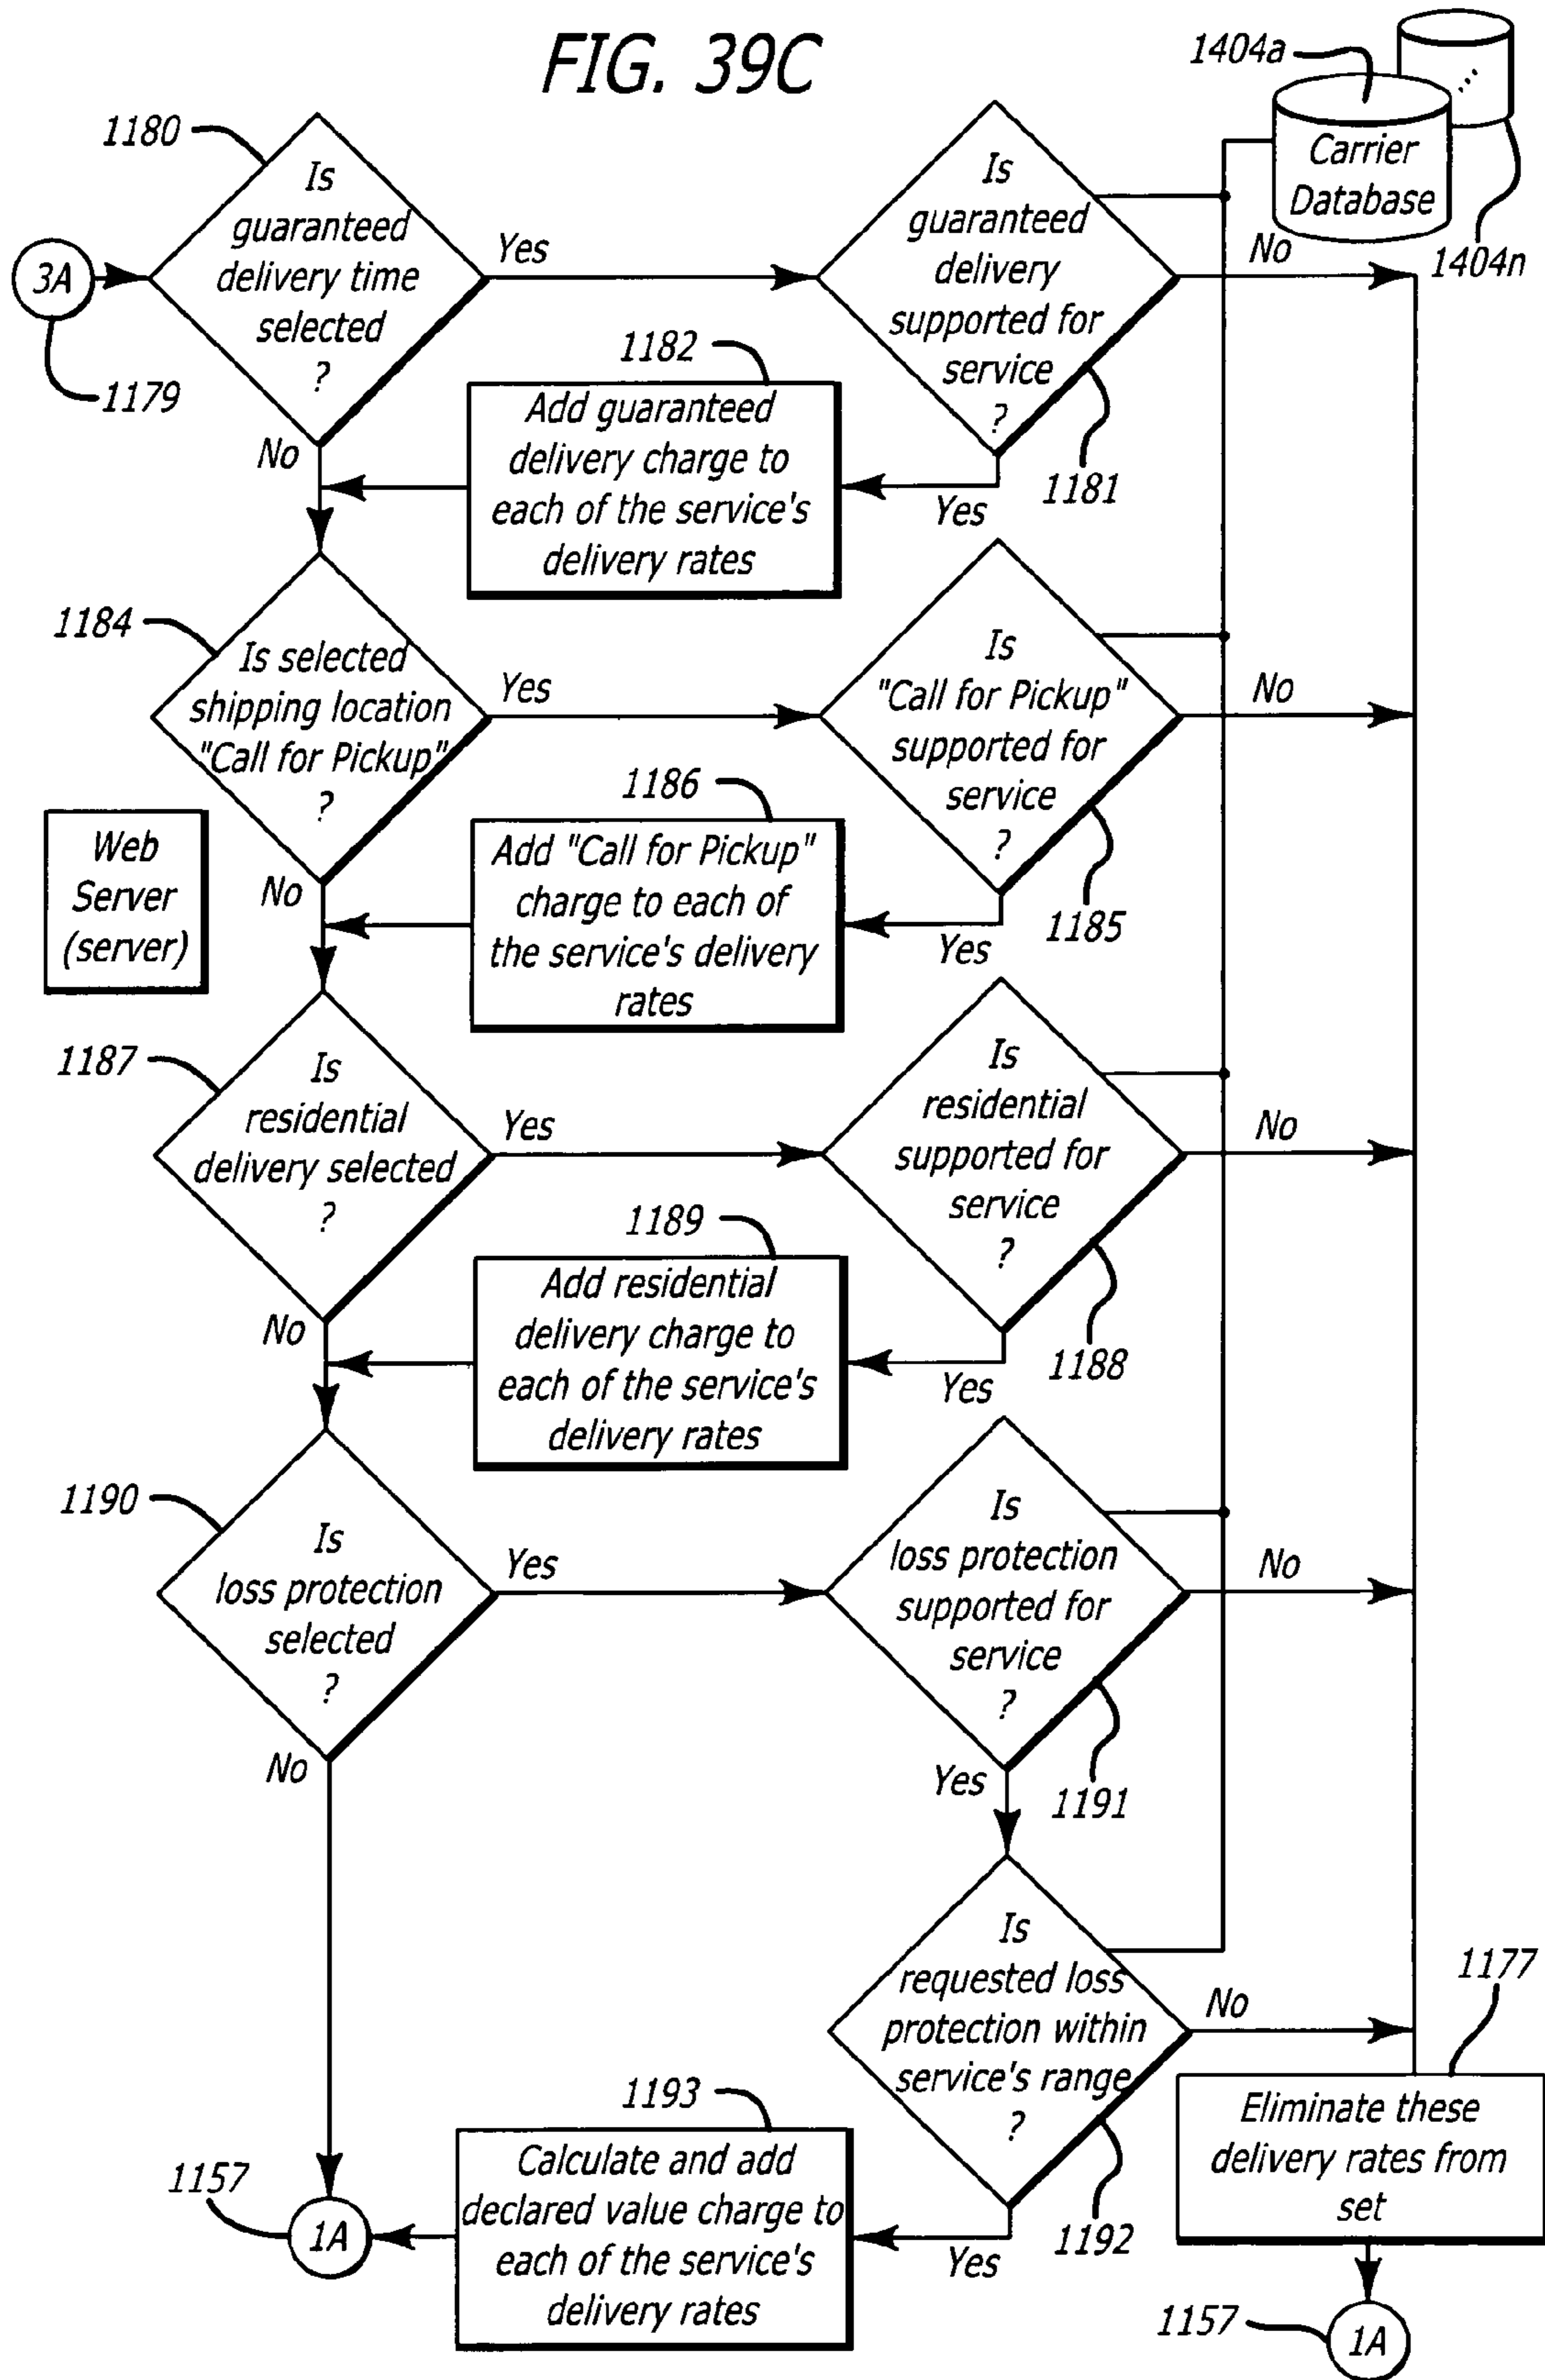 FIG. 39C
1404a
Carrier
Database
1404n
...
1180
Is
guaranteed
delivery time
selected
?
Yes
No
3A
1179
Is
guaranteed
delivery
supported for
service
?
No
Yes
1181
1182
Add guaranteed
delivery charge to
each of the service's
delivery rates
1184
Is selected
shipping location
"Call for Pickup"
?
Yes
No
Is
"Call for Pickup"
supported for
service
?
No
Yes
1185
1186
Add "Call for Pickup"
charge to each of
the service's delivery
rates
Web
Server
(server)
1187
Is
residential
delivery selected
?
Yes
No
Is
residential
supported for
service
?
No
Yes
1188
1189
Add residential
delivery charge to
each of the service's
delivery rates
1190
Is
loss protection
selected
?
Yes
No
Is
loss protection
supported for
service
?
No
Yes
1191
Is
requested loss
protection within
service's range
?
No
Yes
1192
1193
Calculate and add
declared value charge to
each of the service's
delivery rates
1157
1A
1177
Eliminate these
delivery rates from
set
1157
1A